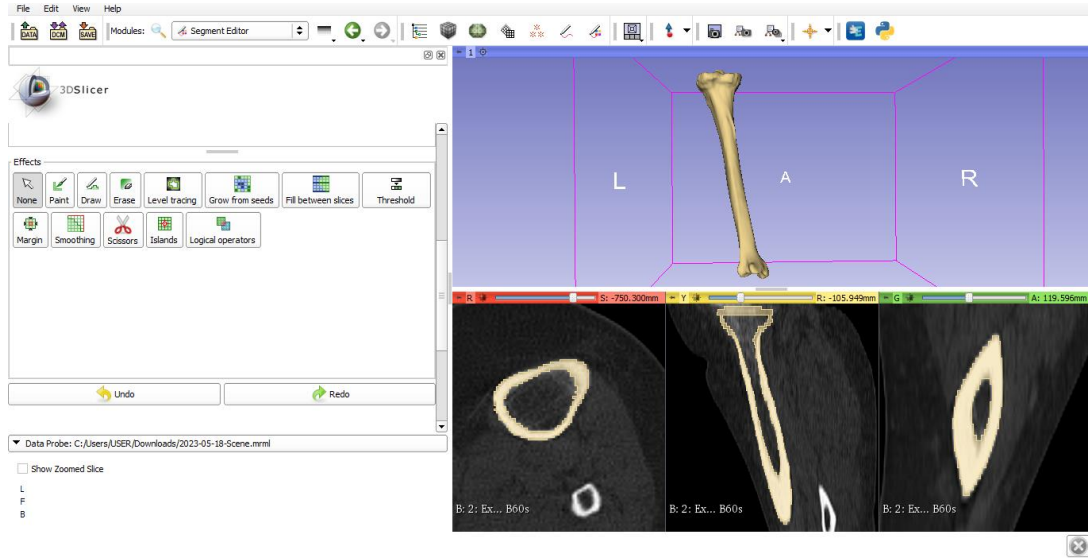 File Edit View Help
DATA DCM SAVE Modules: Segment Editor
1
3DSlicer
L A R
Effects
None Paint Draw Erase Level tracing Grow from seeds Fill between slices Threshold
Margin Smoothing Scissors Islands Logical operators
R S: -750.300mm Y R: -105.949mm G A: 119.596mm
Undo Redo
Data Probe: C:/Users/USER/Downloads/2023-05-18-Scene.mrml
Show Zoomed Slice
L
F
B
B: 2: Ex... B60s B: 2: Ex... B60s B: 2: Ex... B60s